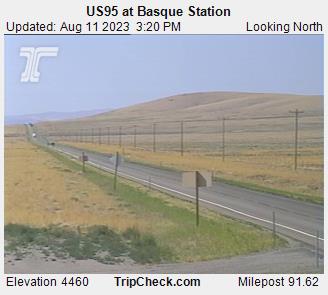 US95 at Basque Station
Updated: Aug 11 2023 3:20 PM Looking North
Elevation 4460 TripCheck.com Milepost 91.62